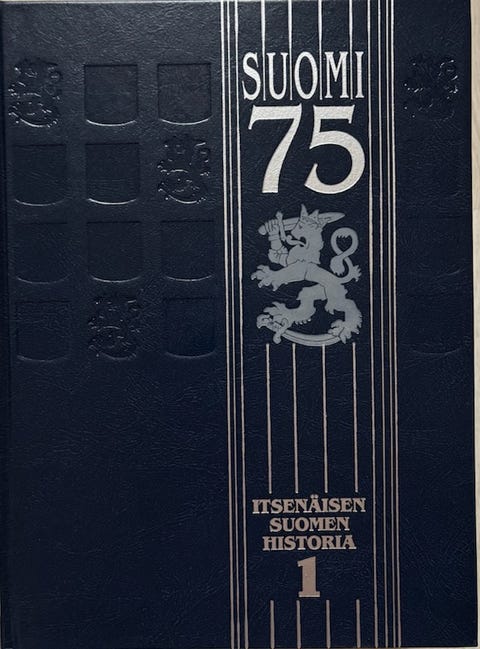 SUOMI
75
ITSENÄISEN
SUOMEN
HISTORIA
1